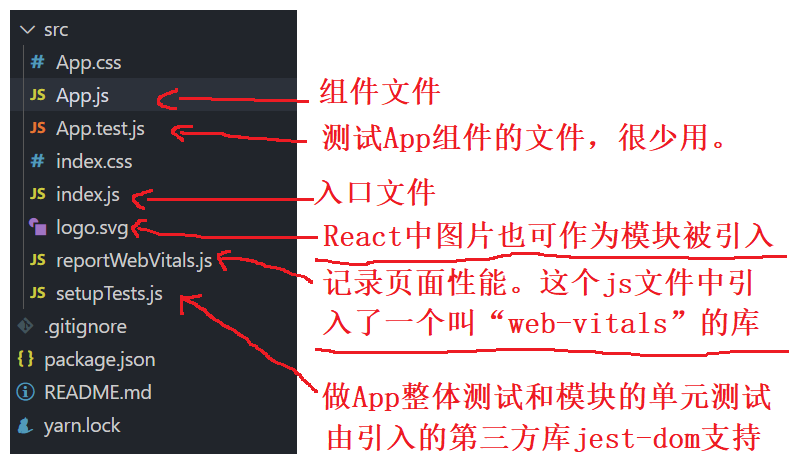 src
# App.css
JS App.js
组件文件
JS App.test.js
测试App组件的文件，很少用。
# index.css
JS index.js
入口文件
logo.svg
React中图片也可作为模块被引入
JS reportWebVitals.js
记录页面性能。这个js文件中引
入了一个叫“web-vitals”的库
JS setupTests.js
做App整体测试和模块的单元测试
由引入的第三方库jest-dom支持
.gitignore
{} package.json
README.md
yarn.lock